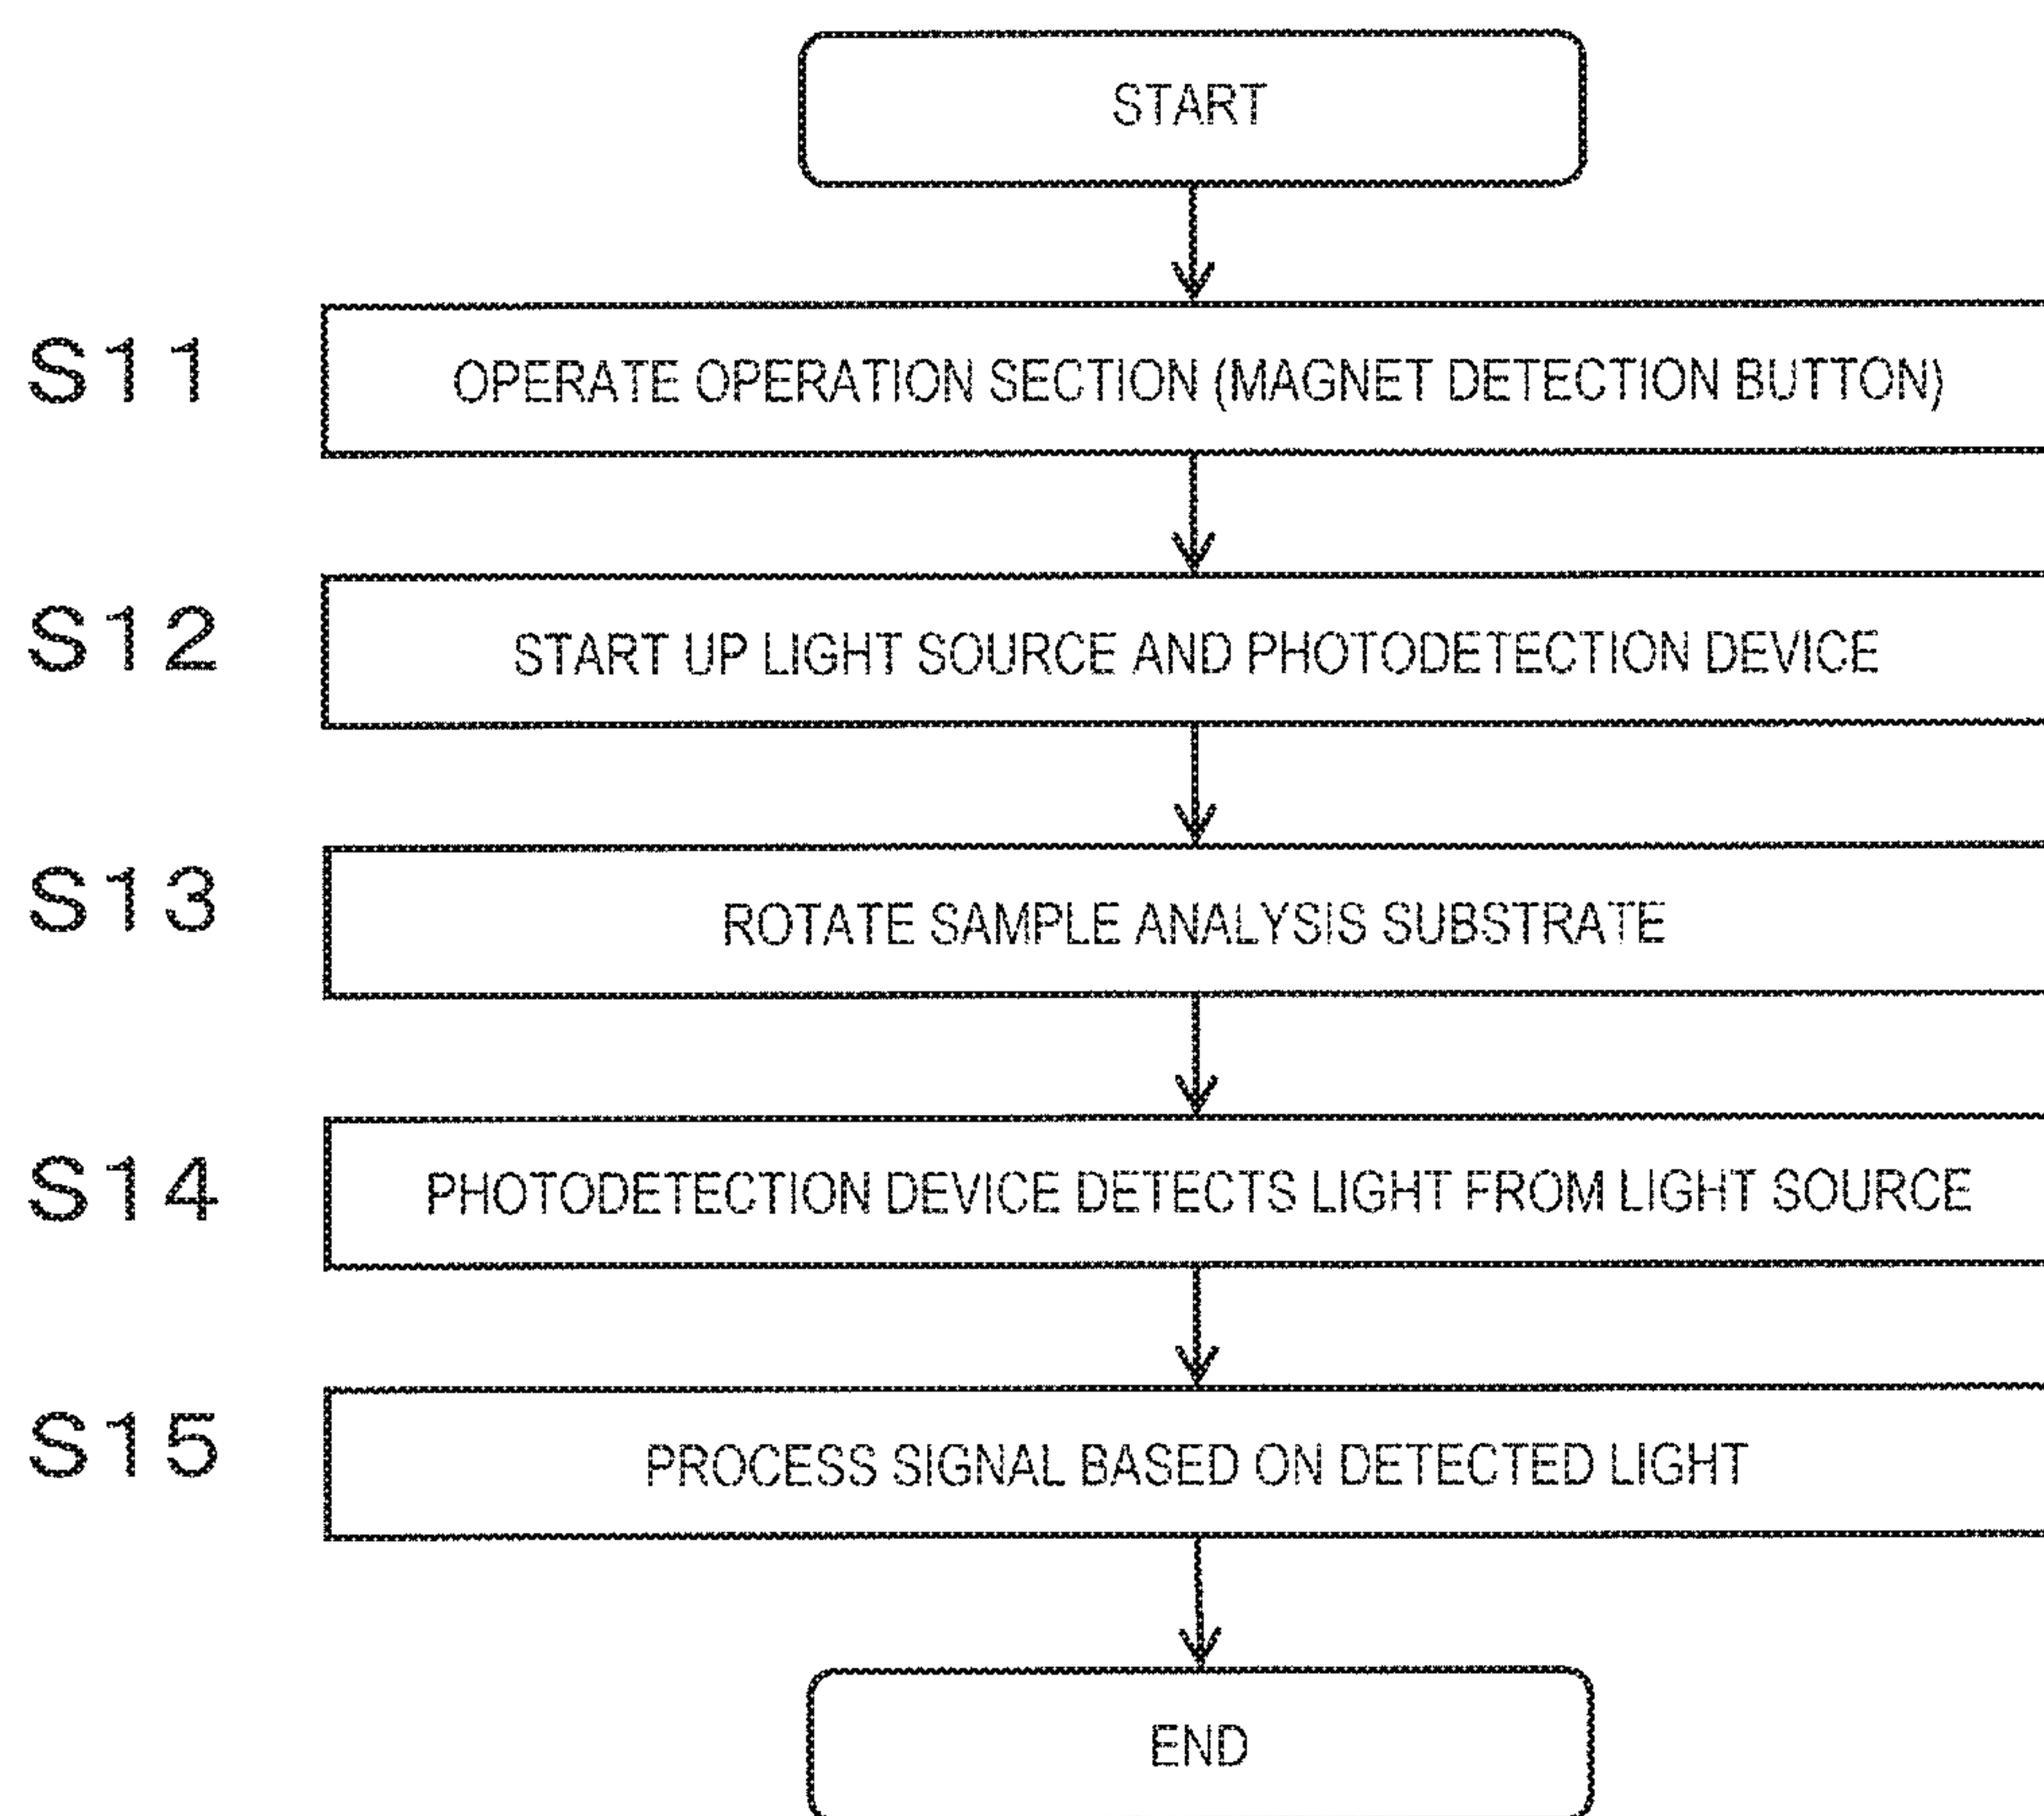 START
S11 OPERATE OPERATION SECTION (MAGNET DETECTION BUTTON)
S12 START UP LIGHT SOURCE AND PHOTODETECTION DEVICE
S13 ROTATE SAMPLE ANALYSIS SUBSTRATE
S14 PHOTODETECTION DEVICE DETECTS LIGHT FROM LIGHT SOURCE
S15 PROCESS SIGNAL BASED ON DETECTED LIGHT
END